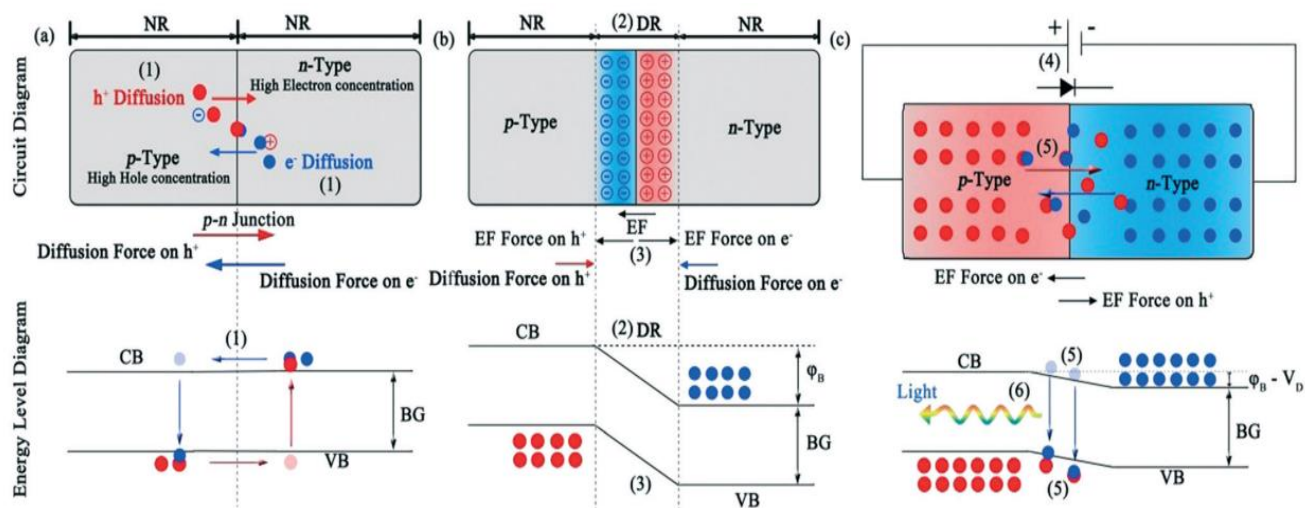 (a)
NR
NR
Circuit Diagram
(1)
h+ Diffusion
n-Type
High Electron concentration
p-Type
High Hole concentration
e- Diffusion
(1)
p-n Junction
Diffusion Force on h+
Diffusion Force on e-
(b)
NR
(2) DR
NR
p-Type
n-Type
EF
EF Force on h+
(3)
EF Force on e-
Diffusion Force on h+
Diffusion Force on e-
(c)
+
-
(4)
(5)
p-Type
n-Type
EF Force on e-
EF Force on h+
Energy Level Diagram
CB
(1)
BG
VB
CB
(2) DR
φB
BG
(3)
VB
CB
(5)
φB - VD
Light
(6)
BG
(5)
VB